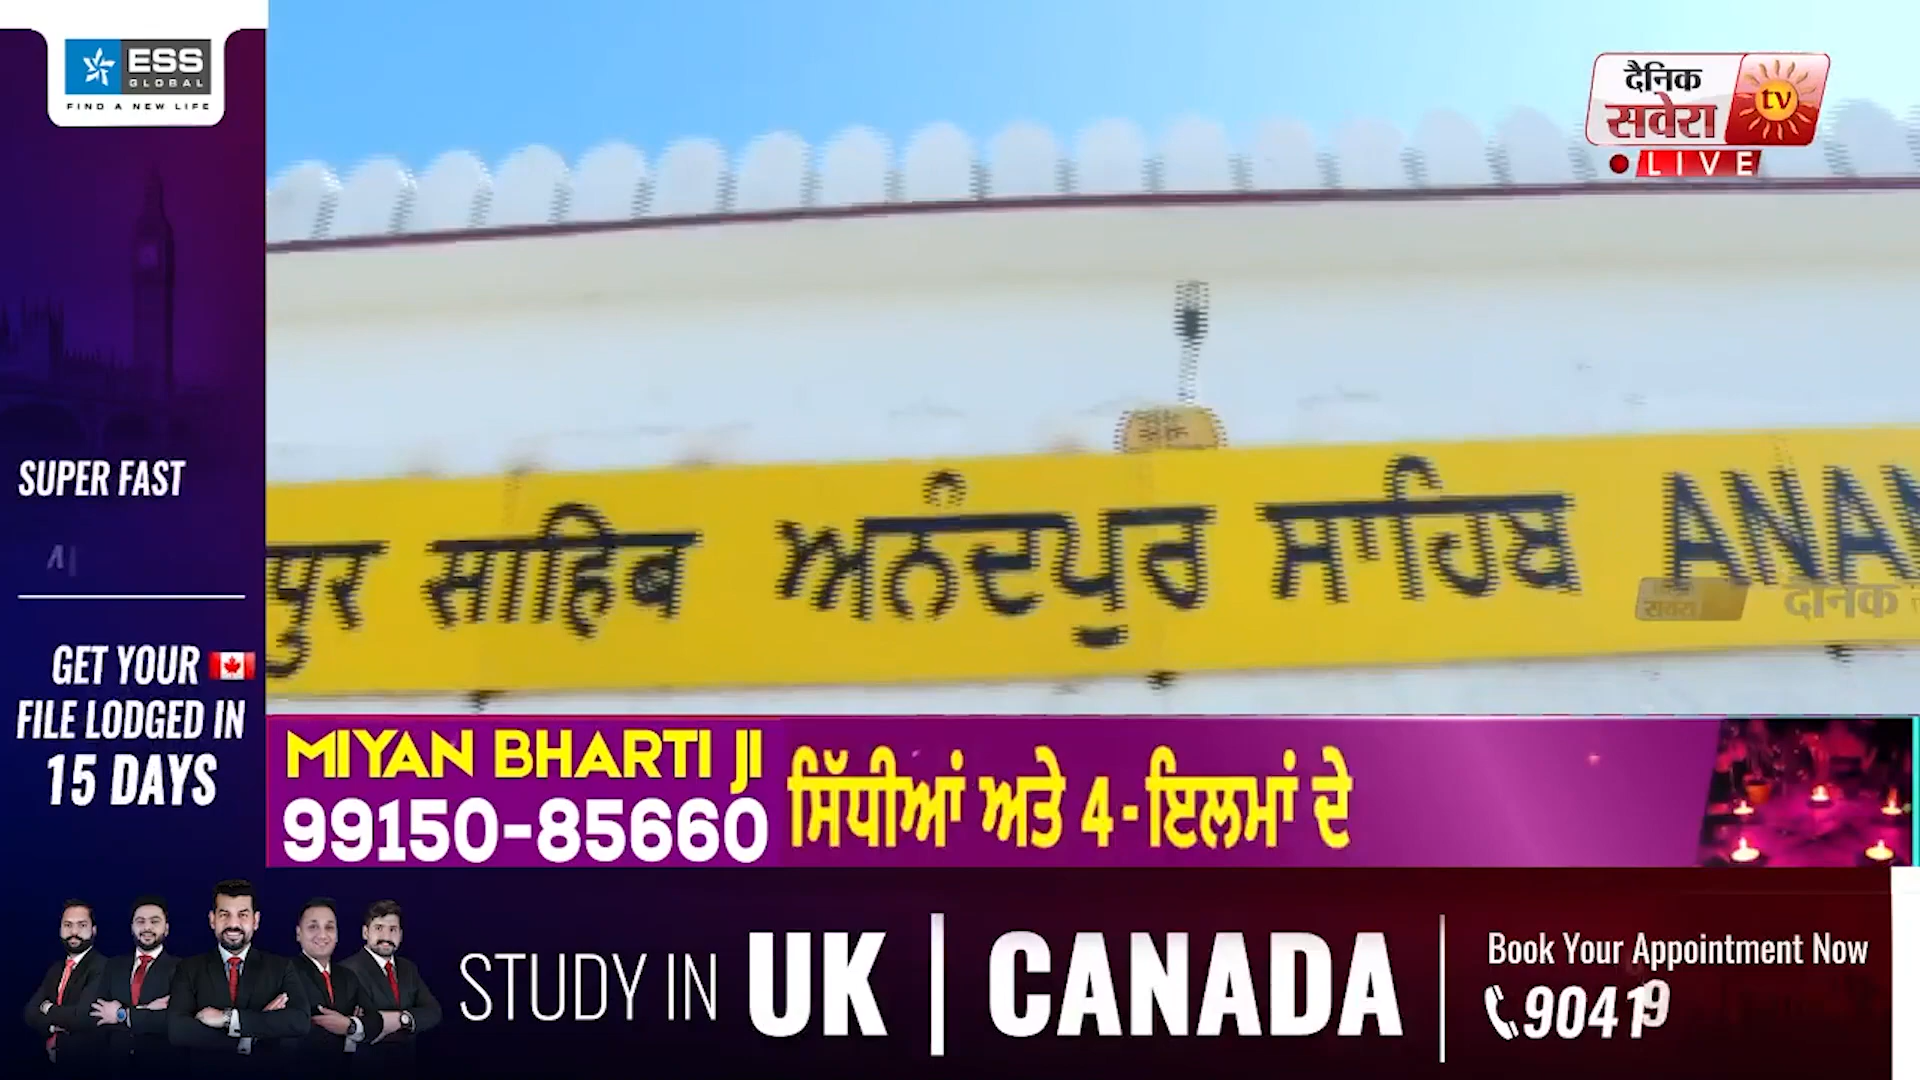 ESS
GLOBAL
FIND A NEW LIFE
दैनिक
सवेरा
tv
LIVE
पुर साहिब ਅਨੰਦਪੁਰ ਸਾਹਿਬ ANAN
SUPER FAST
GET YOUR
FILE LODGED IN
15 DAYS
MIYAN BHARTI JI
99150-85660
ਸਿੱਧੀਆਂ ਅਤੇ 4-ਇਲਮਾਂ ਦੇ
STUDY IN UK | CANADA
Book Your Appointment Now
9041